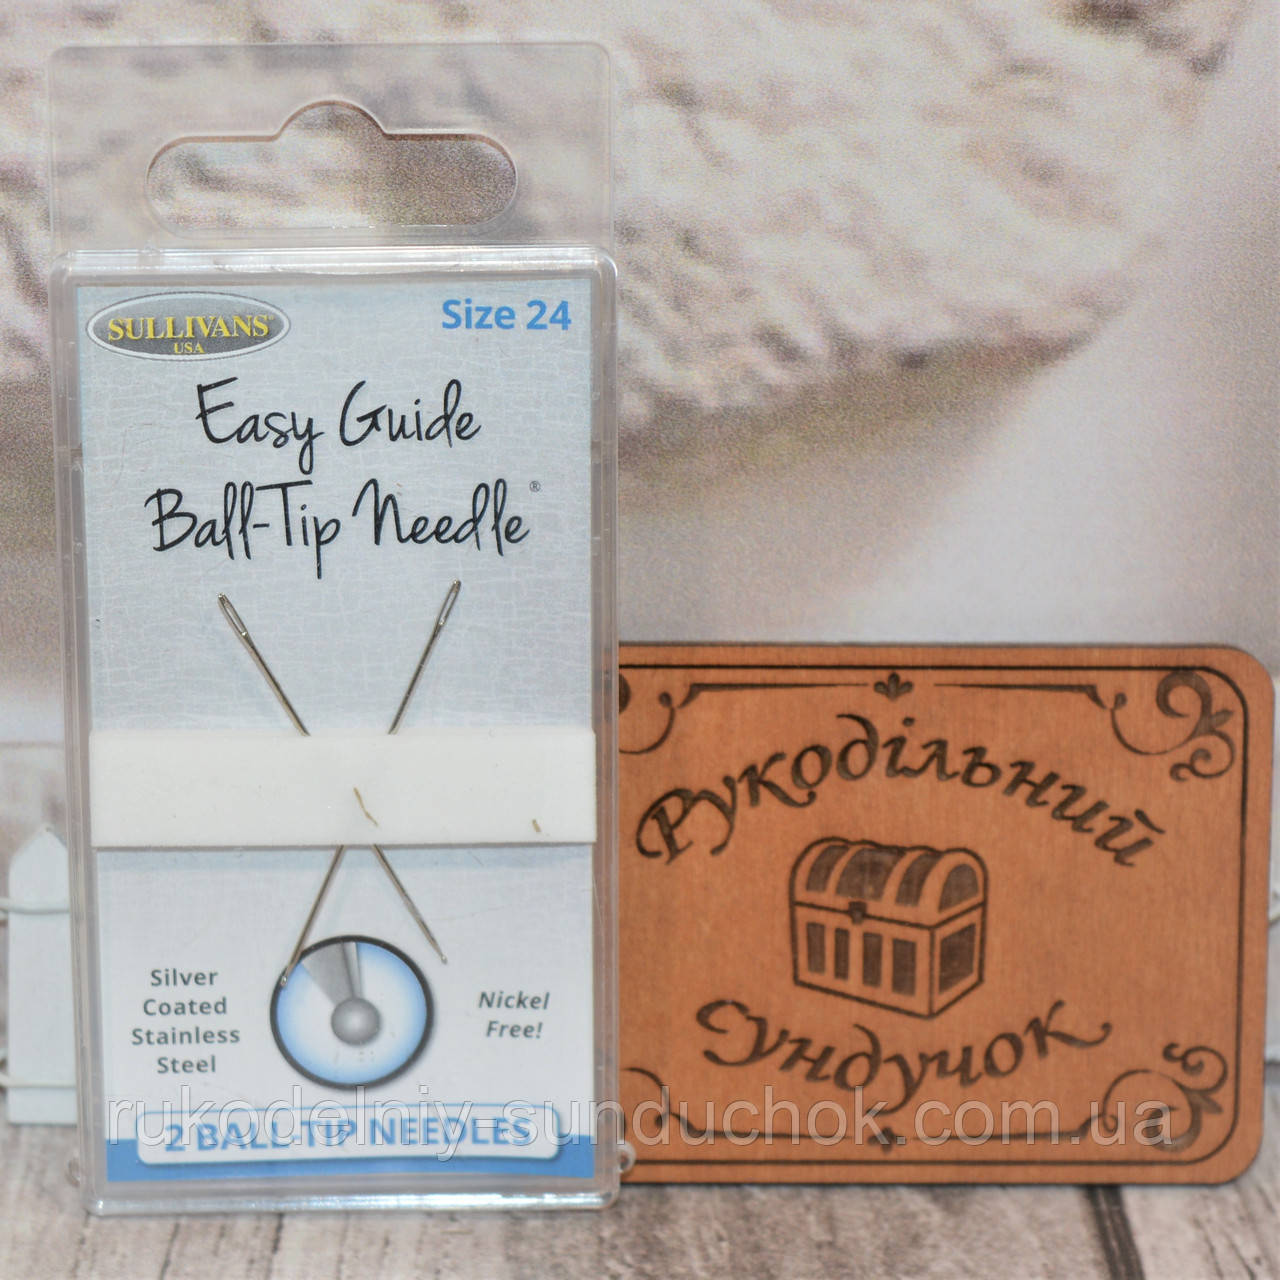 SULLIVANS®
USA
Size 24
Easy Guide
Ball-Tip Needle®
Silver
Coated
Stainless
Steel
Nickel
Free!
2 BALL-TIP NEEDLES
Рукодільний
Сундучок
rukodelniy-sunduchok.com.ua